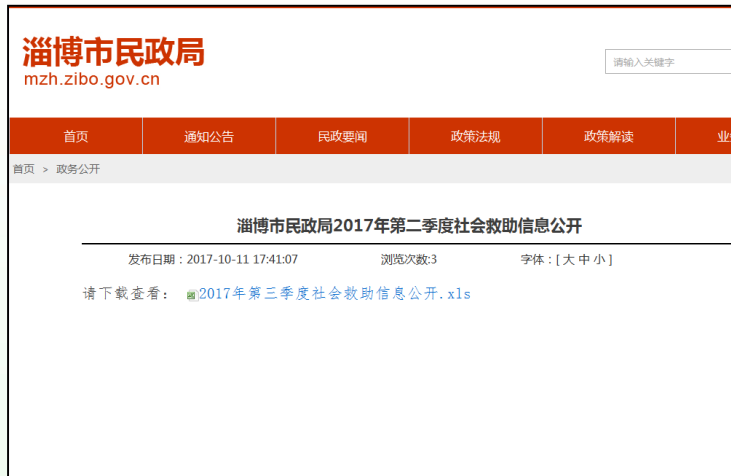 淄博市民政局
mzh.zibo.gov.cn
请输入关键字
首页 通知公告 民政要闻 政策法规 政策解读 业
首页 > 政务公开
淄博市民政局2017年第二季度社会救助信息公开
发布日期：2017-10-11 17:41:07 浏览次数:3 字体：[ 大 中 小 ]
请下载查看： 2017年第三季度社会救助信息公开.xls